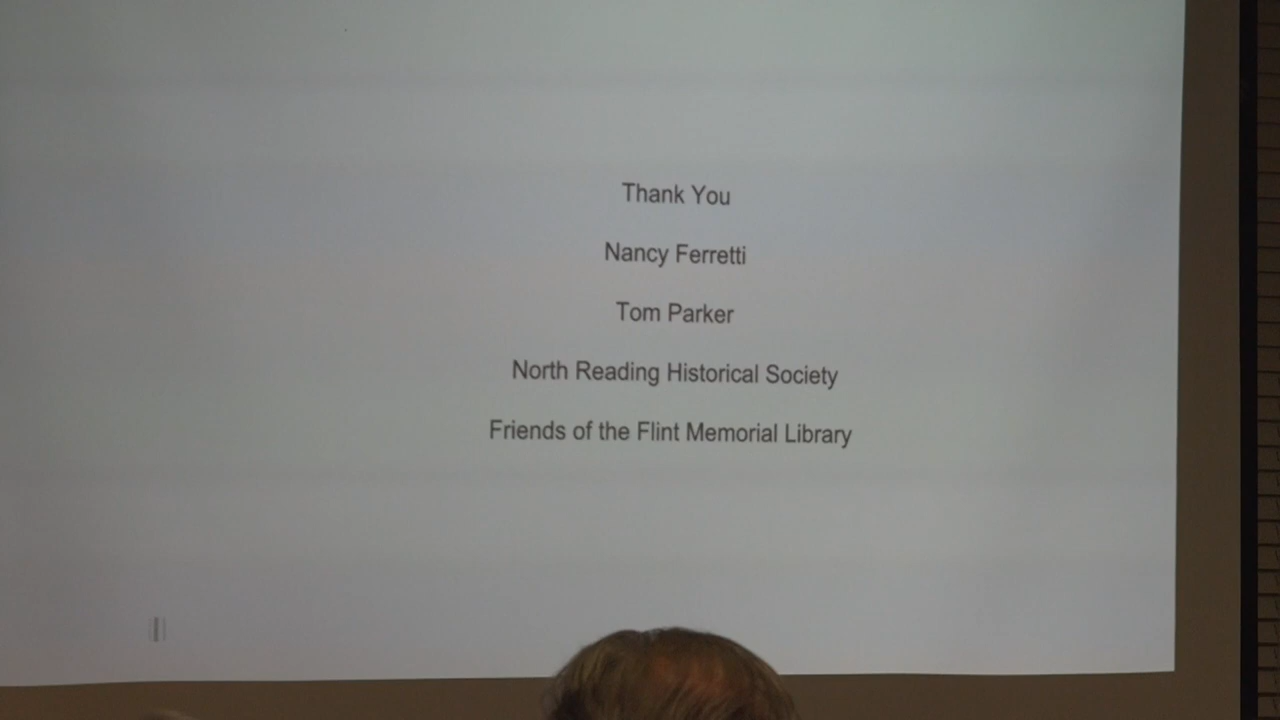 Thank You
Nancy Ferretti
Tom Parker
North Reading Historical Society
Friends of the Flint Memorial Library